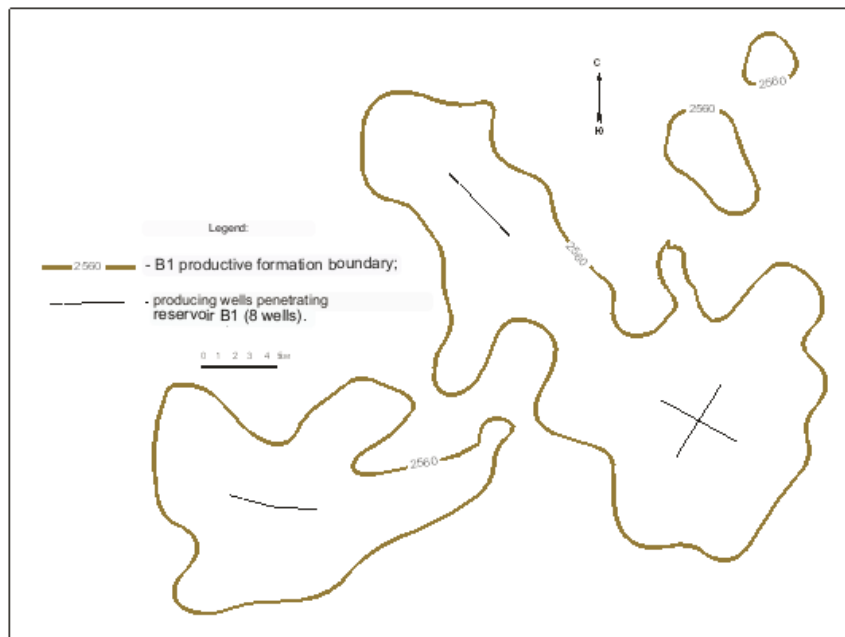 2560
С
2560
Ю
Legend:
2560
2560 - B1 productive formation boundary;
- producing wells penetrating
reservoir B1 (8 wells).
0 1 2 3 4
2560